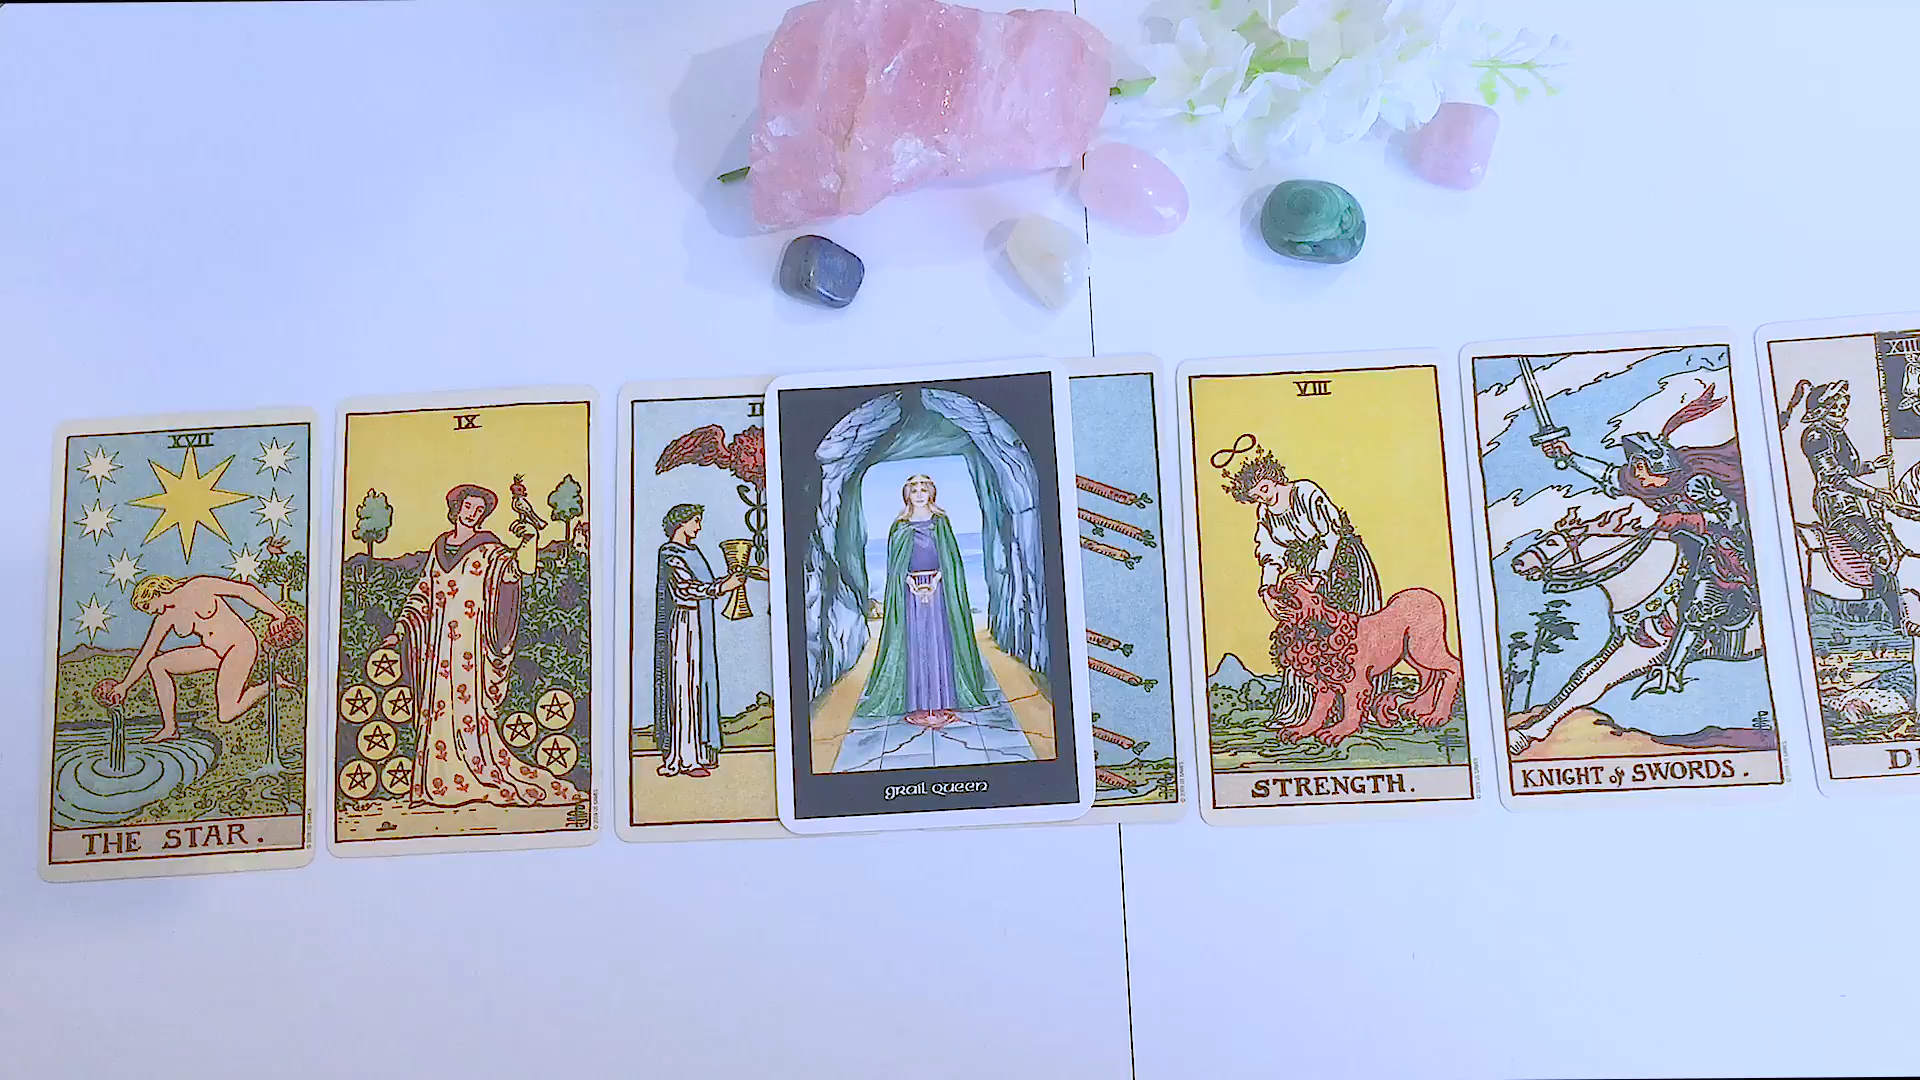 XVII
THE STAR.
IX
grail queen
VIII
STRENGTH.
KNIGHT of SWORDS.